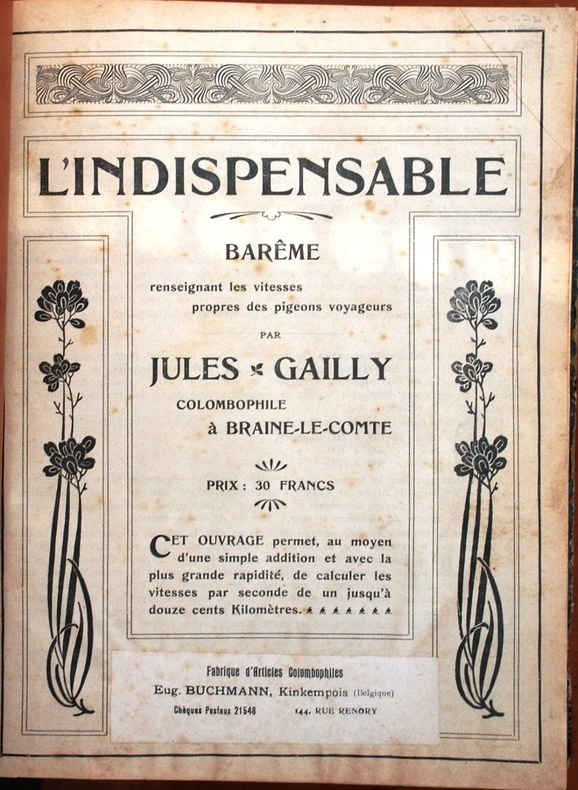 L'INDISPENSABLE
BARÊME
renseignant les vitesses
propres des pigeons voyageurs
PAR
JULES GAILLY
COLOMBOPHILE
à BRAINE-LE-COMTE
PRIX : 30 FRANCS
CET OUVRAGE permet, au moyen
d'une simple addition et avec la
plus grande rapidité, de calculer les
vitesses par seconde de un jusqu'à
douze cents Kilomètres.
Fabrique d'Articles Colombophiles
Eug. BUCHMANN, Kinkempois (Belgique)
Chèques Postaux 21548 144, RUE RENORY